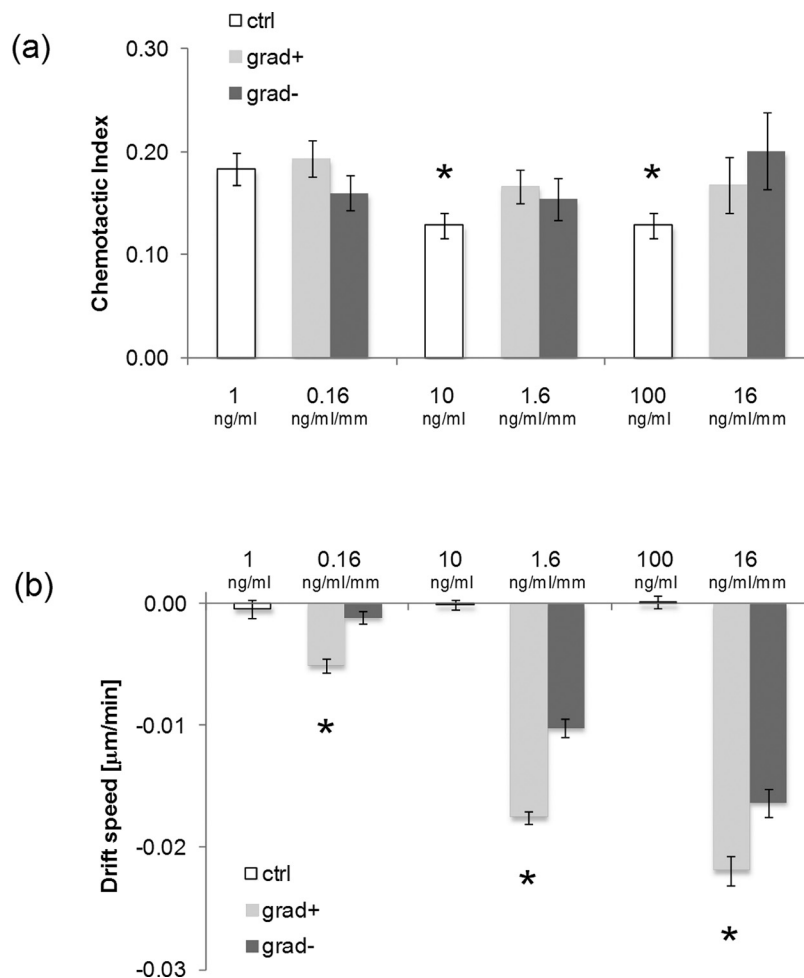 (a)
ctrl
grad+
grad-
Chemotactic Index
0.30
0.20
0.10
0.00
* *
1 0.16 10 1.6 100 16
ng/ml ng/ml/mm ng/ml ng/ml/mm ng/ml ng/ml/mm
(b)
1 0.16 10 1.6 100 16
ng/ml ng/ml/mm ng/ml ng/ml/mm ng/ml ng/ml/mm
Drift speed [μm/min]
0.00
-0.01
-0.02
-0.03
* * *
ctrl
grad+
grad-